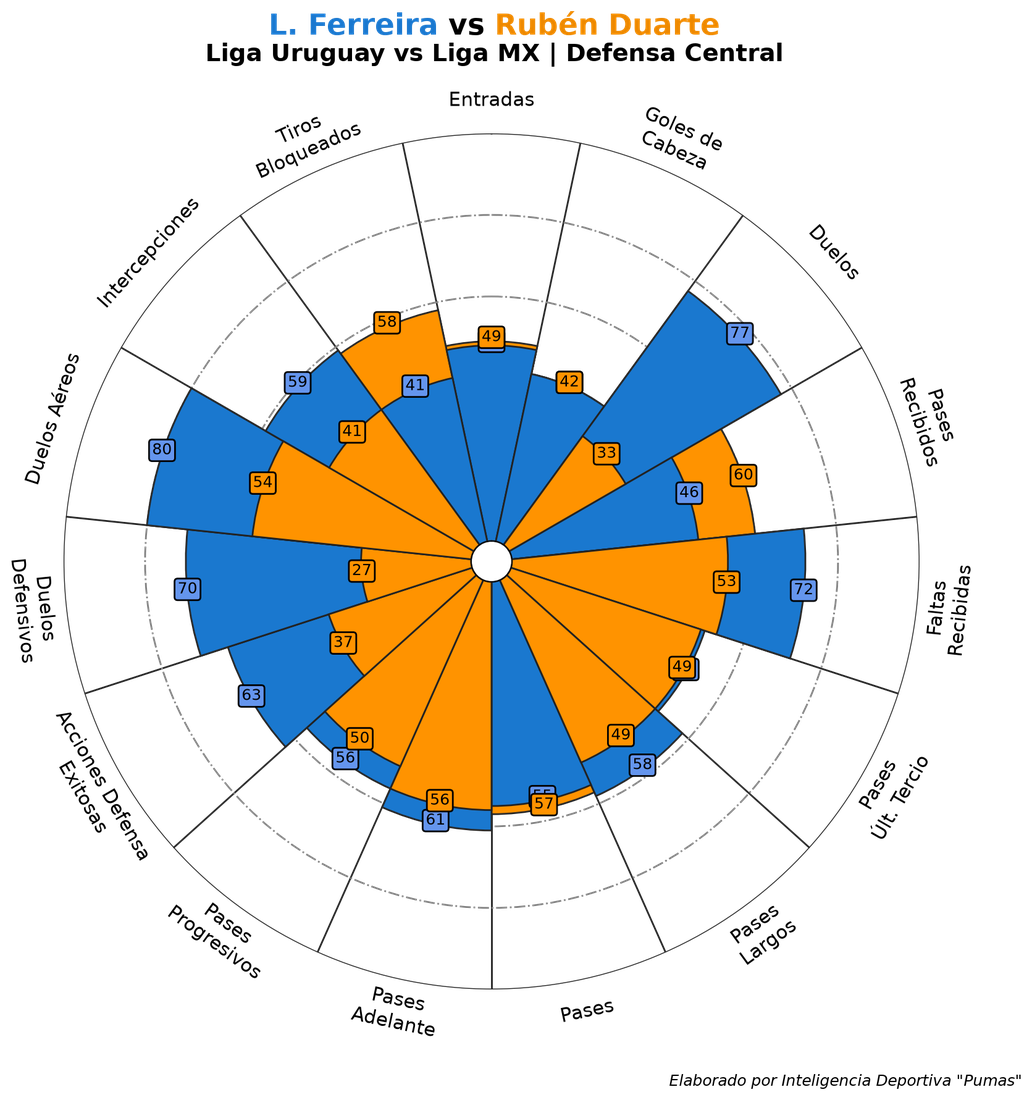 L. Ferreira vs Rubén Duarte
Liga Uruguay vs Liga MX | Defensa Central
Entradas
Goles de
Cabeza
Duelos
Pases
Recibidos
Faltas
Recibidas
Pases
Últ. Tercio
Pases
Largos
Pases
Pases
Adelante
Pases
Progresivos
Acciones Defensa
Exitosas
Duelos
Defensivos
Duelos Aéreos
Intercepciones
Tiros
Bloqueados
49
42
77
33
46
60
53
72
49
49
58
55
57
56
61
50
56
37
63
70
27
80
54
59
41
58
41
Elaborado por Inteligencia Deportiva "Pumas"